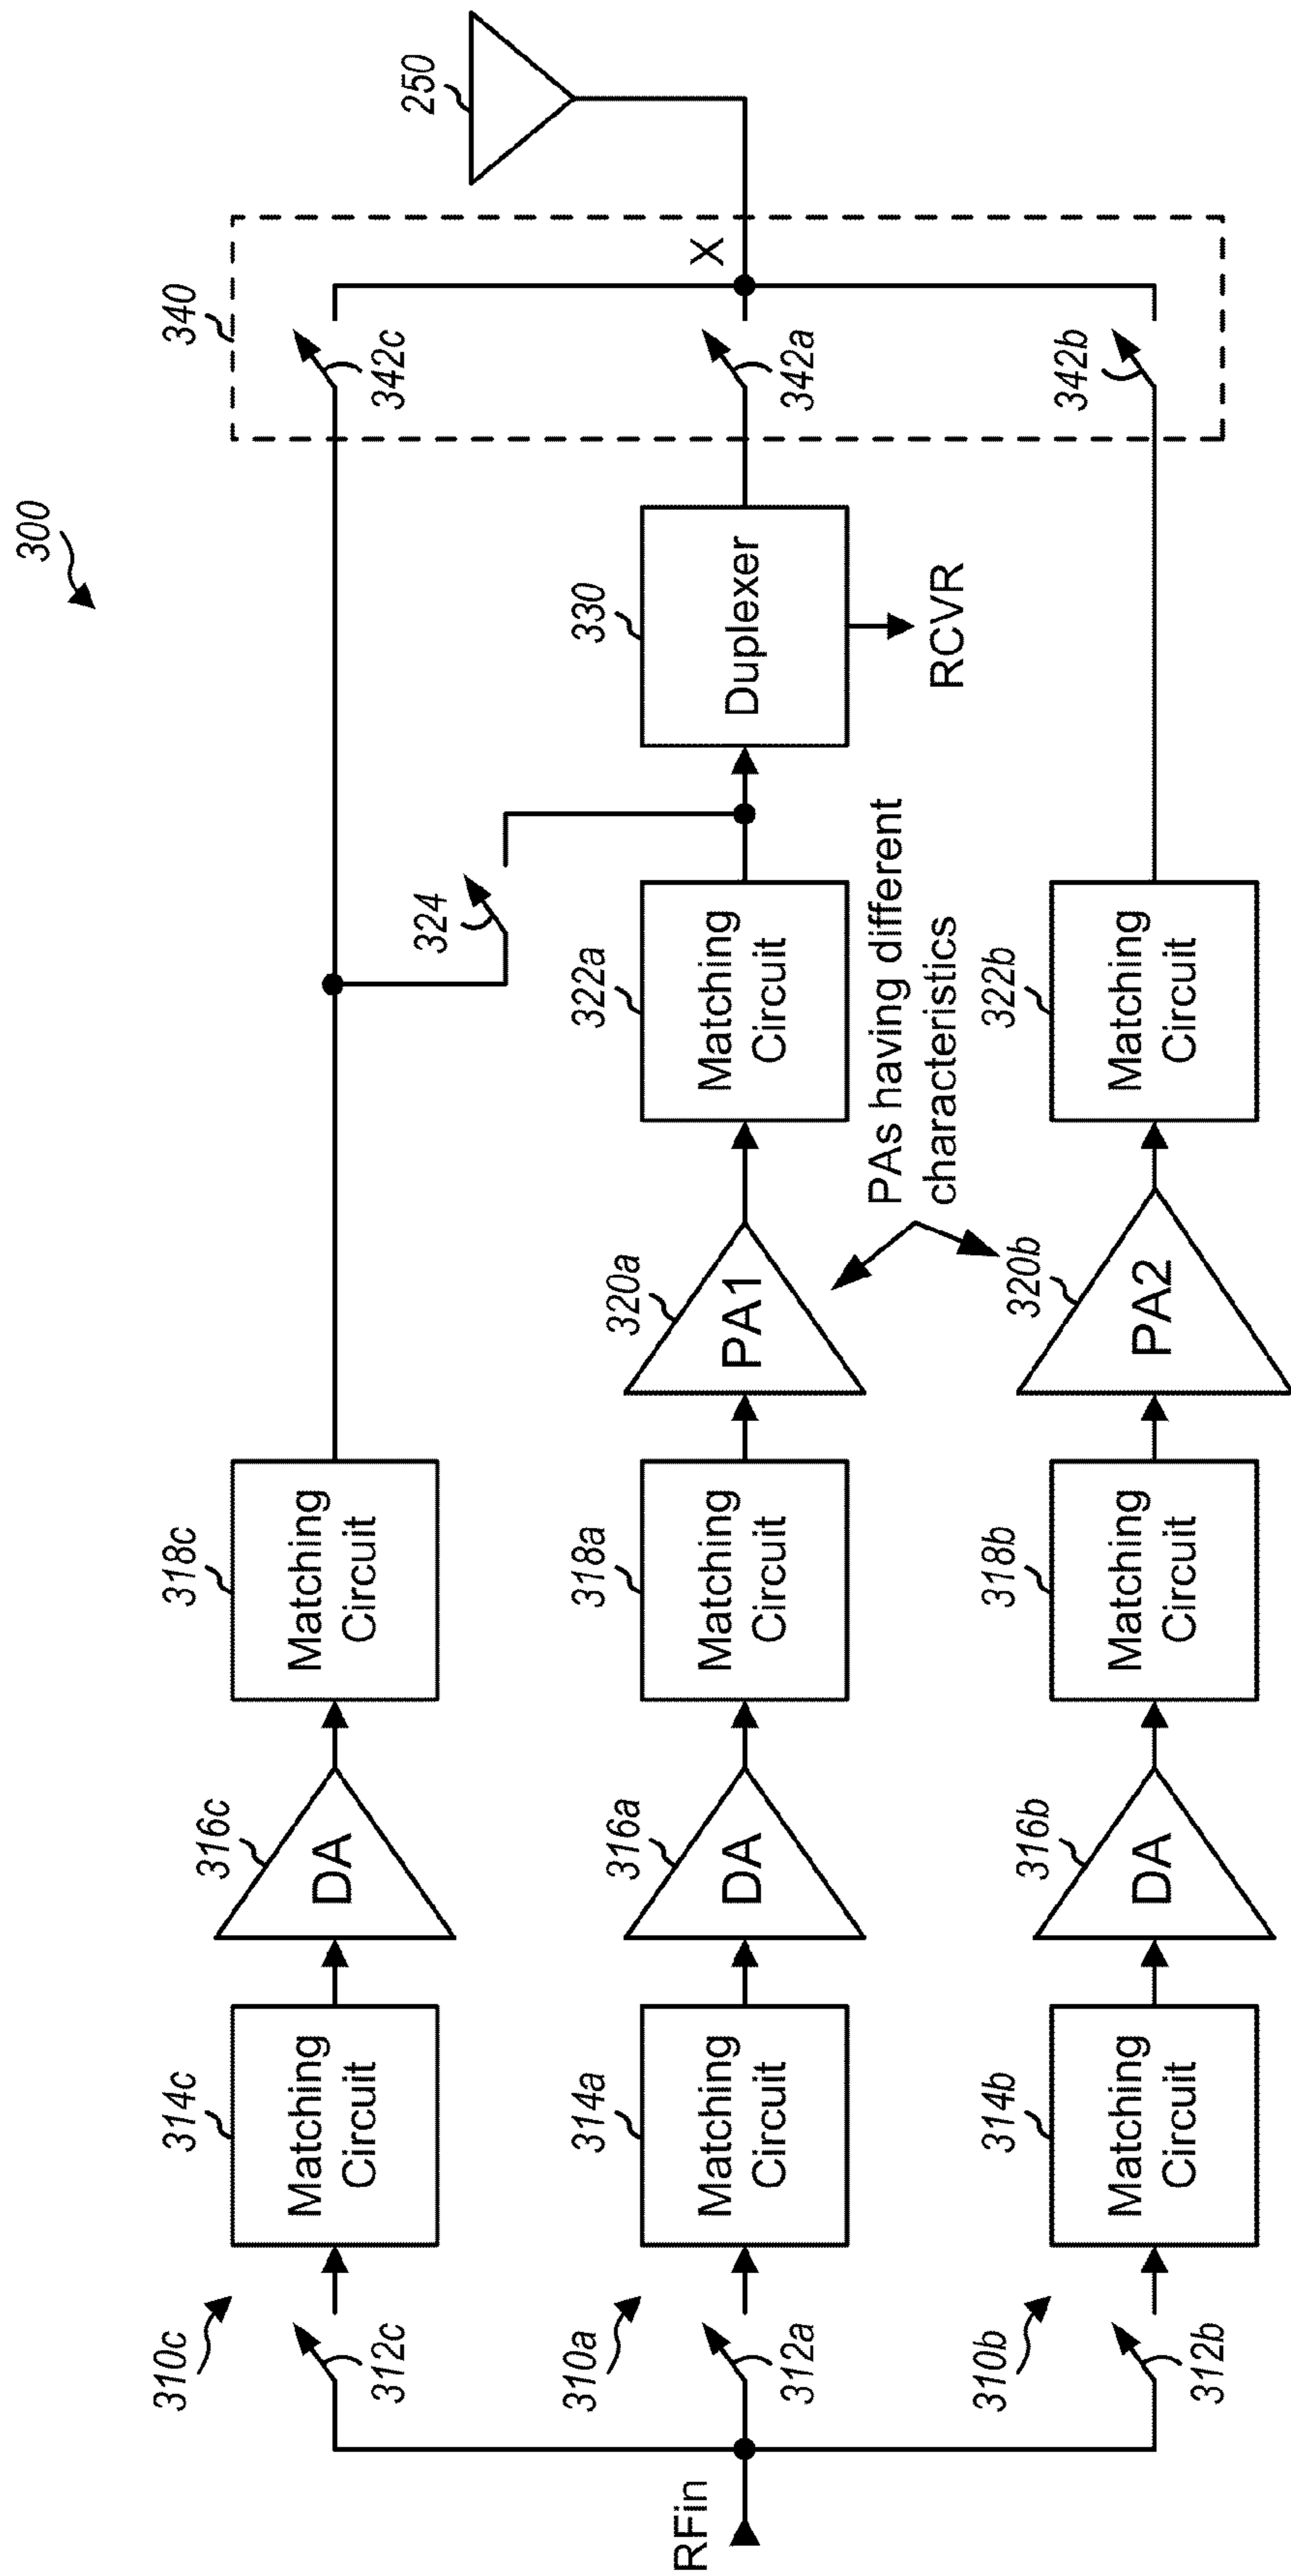 300
310c
312c
314c
Matching
Circuit
316c
DA
318c
Matching
Circuit
324
340
342c
250
RFin
310a
312a
314a
Matching
Circuit
316a
DA
318a
Matching
Circuit
320a
PA1
322a
Matching
Circuit
330
Duplexer
RCVR
342a
X
PAs having different
characteristics
310b
312b
314b
Matching
Circuit
316b
DA
318b
Matching
Circuit
320b
PA2
322b
Matching
Circuit
342b